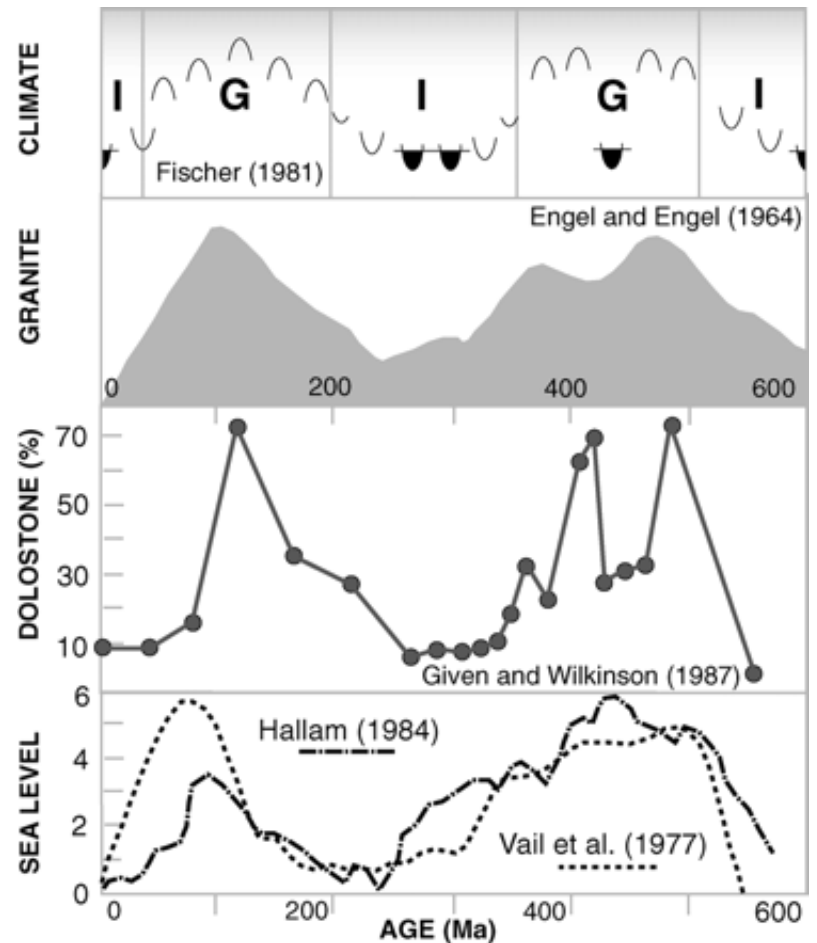 CLIMATE
I G I G I
Fischer (1981)
GRANITE
Engel and Engel (1964)
0 200 400 600
DOLOSTONE (%)
70
50
30
10
Given and Wilkinson (1987)
SEA LEVEL
6
4
2
0
Hallam (1984)
Vail et al. (1977)
0 200 400 600
AGE (Ma)